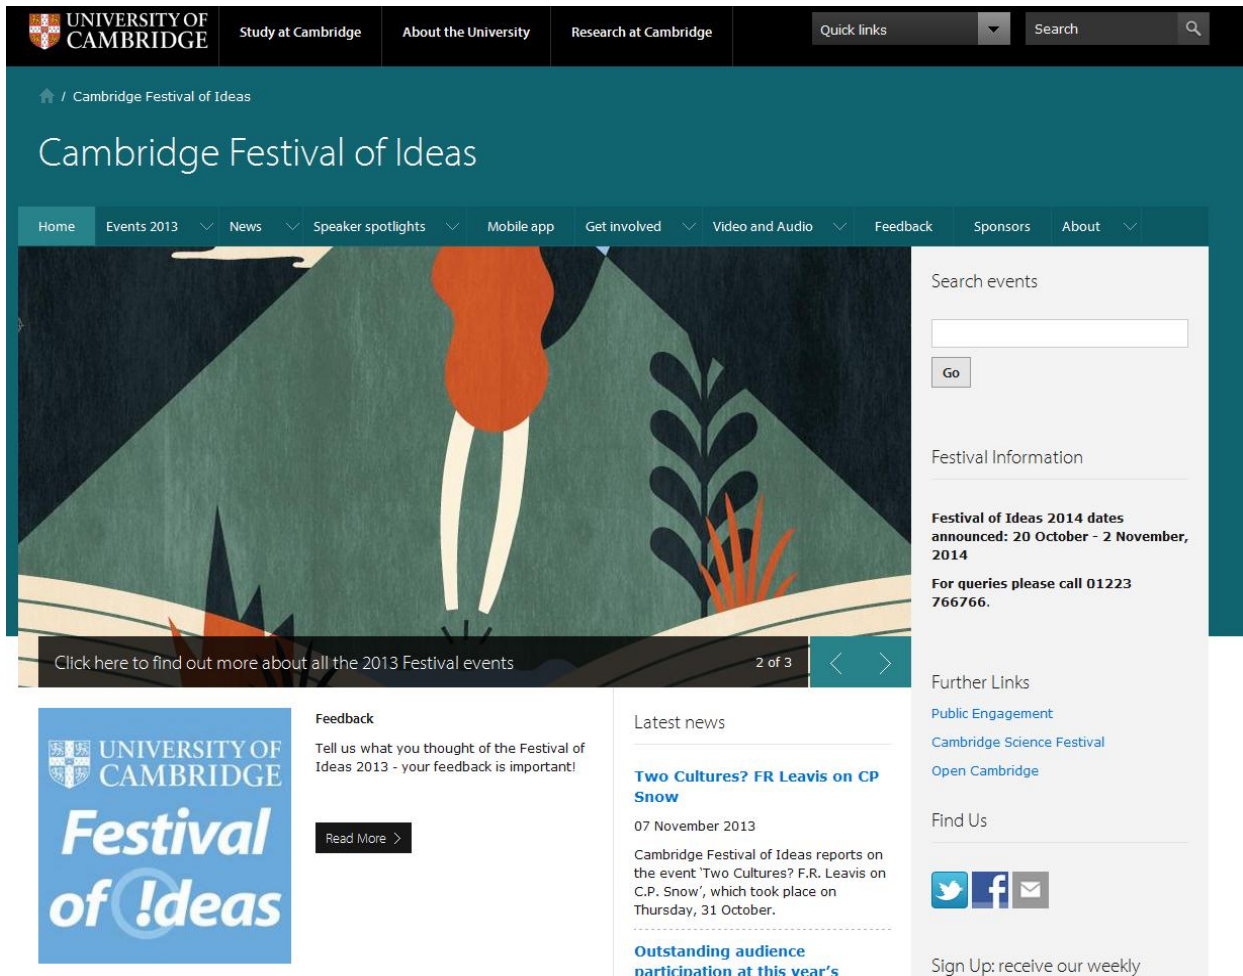 UNIVERSITY OF
CAMBRIDGE
Study at Cambridge
About the University
Research at Cambridge
Quick links
Search
/ Cambridge Festival of Ideas
Cambridge Festival of Ideas
Home
Events 2013
News
Speaker spotlights
Mobile app
Get involved
Video and Audio
Feedback
Sponsors
About
Click here to find out more about all the 2013 Festival events
2 of 3
UNIVERSITY OF
CAMBRIDGE
Festival
of !deas
Feedback
Tell us what you thought of the Festival of
Ideas 2013 - your feedback is important!
Read More
Latest news
Two Cultures? FR Leavis on CP
Snow
07 November 2013
Cambridge Festival of Ideas reports on
the event 'Two Cultures? F.R. Leavis on
C.P. Snow', which took place on
Thursday, 31 October.
Outstanding audience
participation at this year's
Search events
Go
Festival Information
Festival of Ideas 2014 dates
announced: 20 October - 2 November,
2014
For queries please call 01223
766766.
Further Links
Public Engagement
Cambridge Science Festival
Open Cambridge
Find Us
Sign Up: receive our weekly